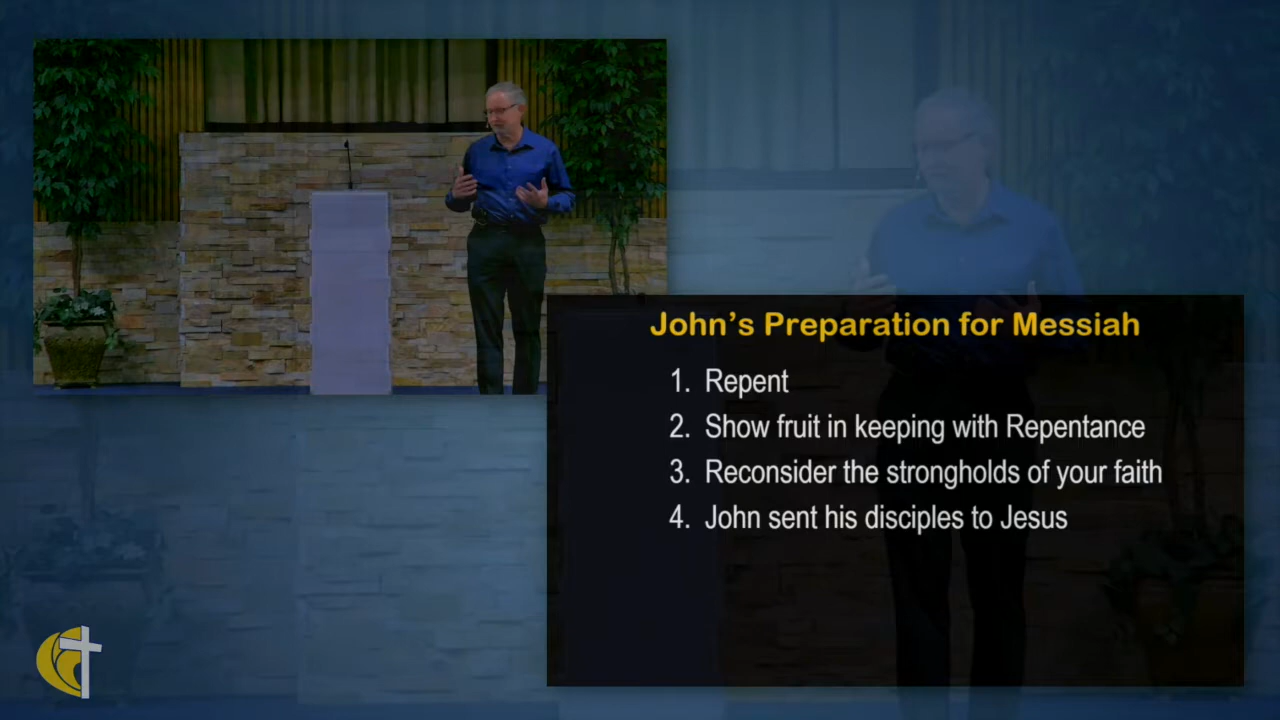 John's Preparation for Messiah
1. Repent
2. Show fruit in keeping with Repentance
3. Reconsider the strongholds of your faith
4. John sent his disciples to Jesus